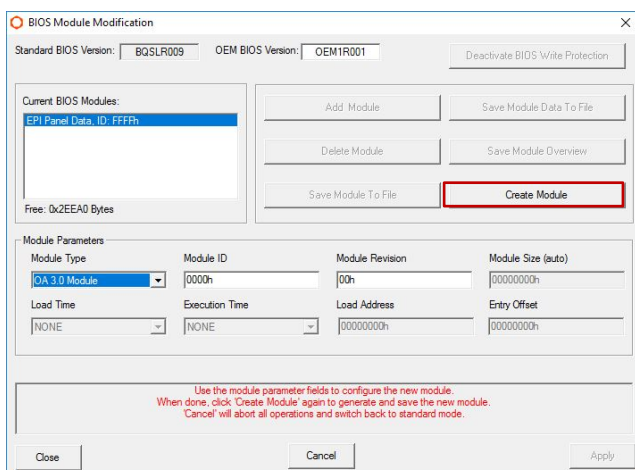 BIOS Module Modification
Standard BIOS Version: BQSLR009 OEM BIOS Version: OEM1R001 Deactivate BIOS Write Protection
Current BIOS Modules:
EPI Panel Data, ID: FFFFh
Free: 0x2EEA0 Bytes
Add Module Save Module Data To File
Delete Module Save Module Overview
Save Module To File Create Module
Module Parameters
Module Type Module ID Module Revision Module Size (auto)
OA 3.0 Module 0000h 00h 00000000h
Load Time Execution Time Load Address Entry Offset
NONE NONE 00000000h 00000000h
Use the module parameter fields to configure the new module.
When done, click 'Create Module' again to generate and save the new module.
'Cancel' will abort all operations and switch back to standard mode.
Close Cancel Apply